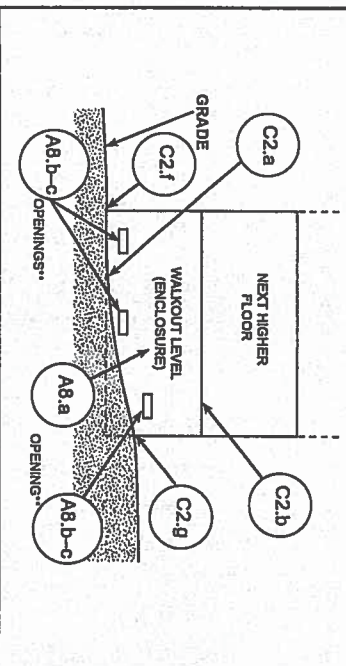 C2.a
C2.b
GRADE
C2.f
A8.b–c
OPENINGS**
NEXT HIGHER
FLOOR
WALKOUT LEVEL
(ENCLOSURE)
A8.a
C2.g
A8.b–c
OPENING**